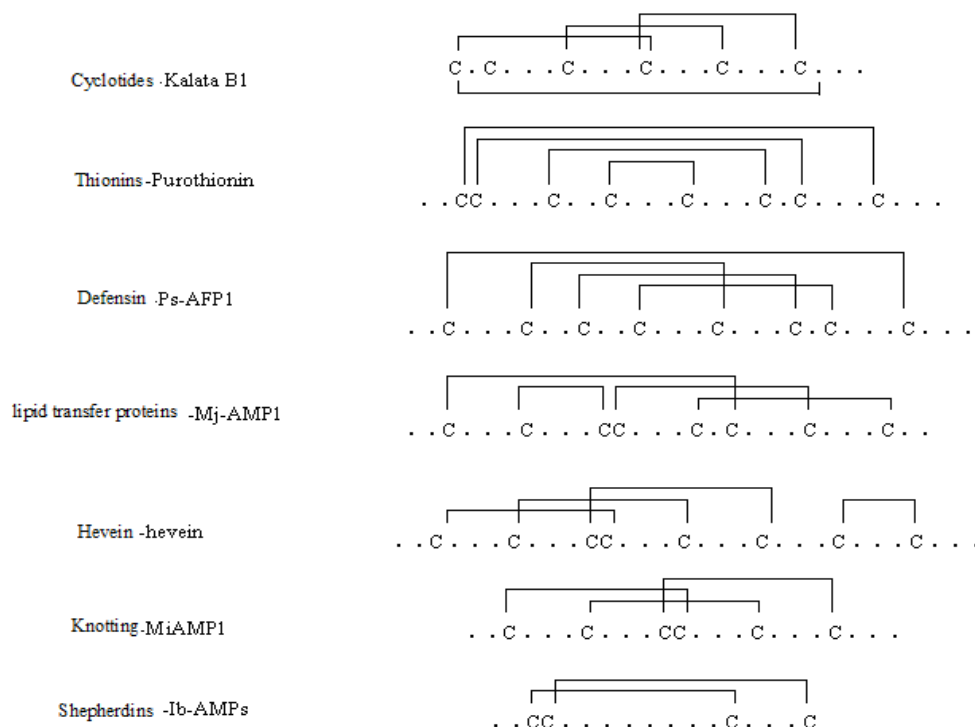 Cyclotides -Kalata B1 C.C...C...C...C...C....
Thionins-Purothionin ..CC...C...C...C...C.C...C...
Defensin -Ps-AFP1 ..C...C...C...C...C...C.C...C...
lipid transfer proteins -Mj-AMP1 ..C...C...CC...C.C...C...C..
Hevein -hevein ..C...C...CC...C...C...C...C...
Knotting-MiAMP1 ..C...C...CC...C...C...
Shepherdins -Ib-AMPs ..CC.........C...C